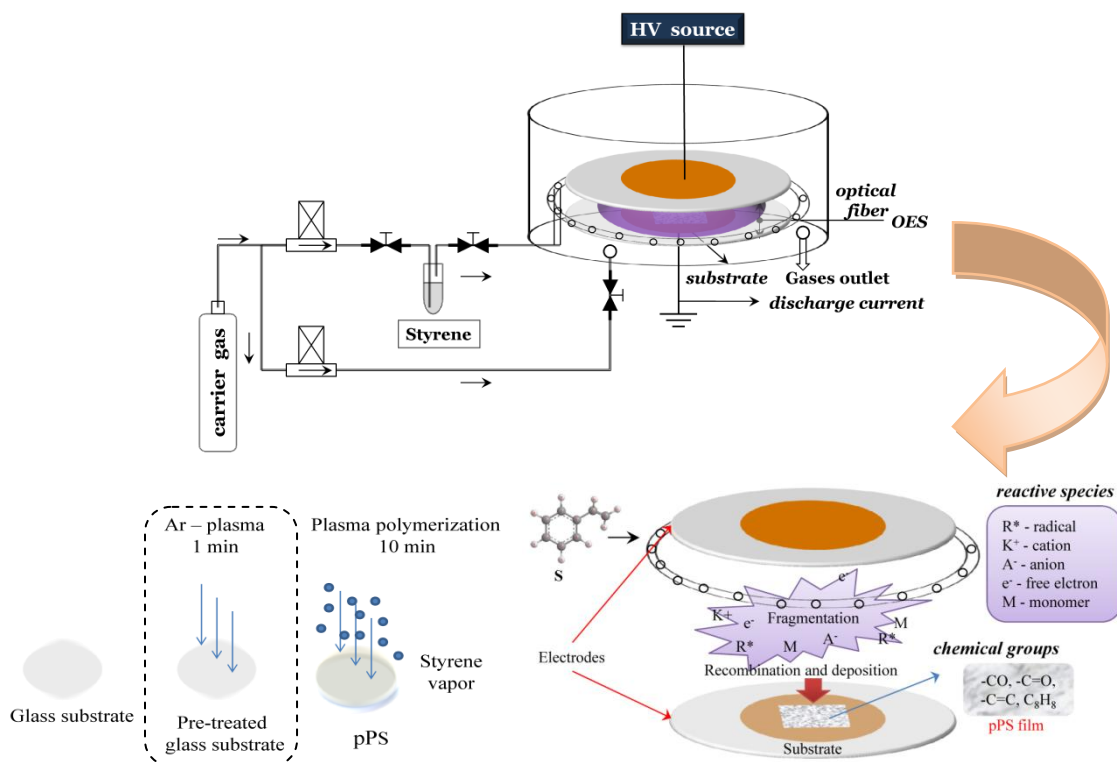 HV source
optical
fiber
OES
substrate
Gases outlet
discharge current
Styrene
carrier gas
Ar – plasma
1 min
Plasma polymerization
10 min
Styrene
vapor
Glass substrate
Pre-treated
glass substrate
pPS
S
Electrodes
e-
K+
e-
Fragmentation
R*
M
A-
R*
M
Recombination and deposition
Substrate
reactive species
R* - radical
K+ - cation
A- - anion
e- - free elctron
M - monomer
chemical groups
-CO, -C=O,
-C=C, C8H8
pPS film